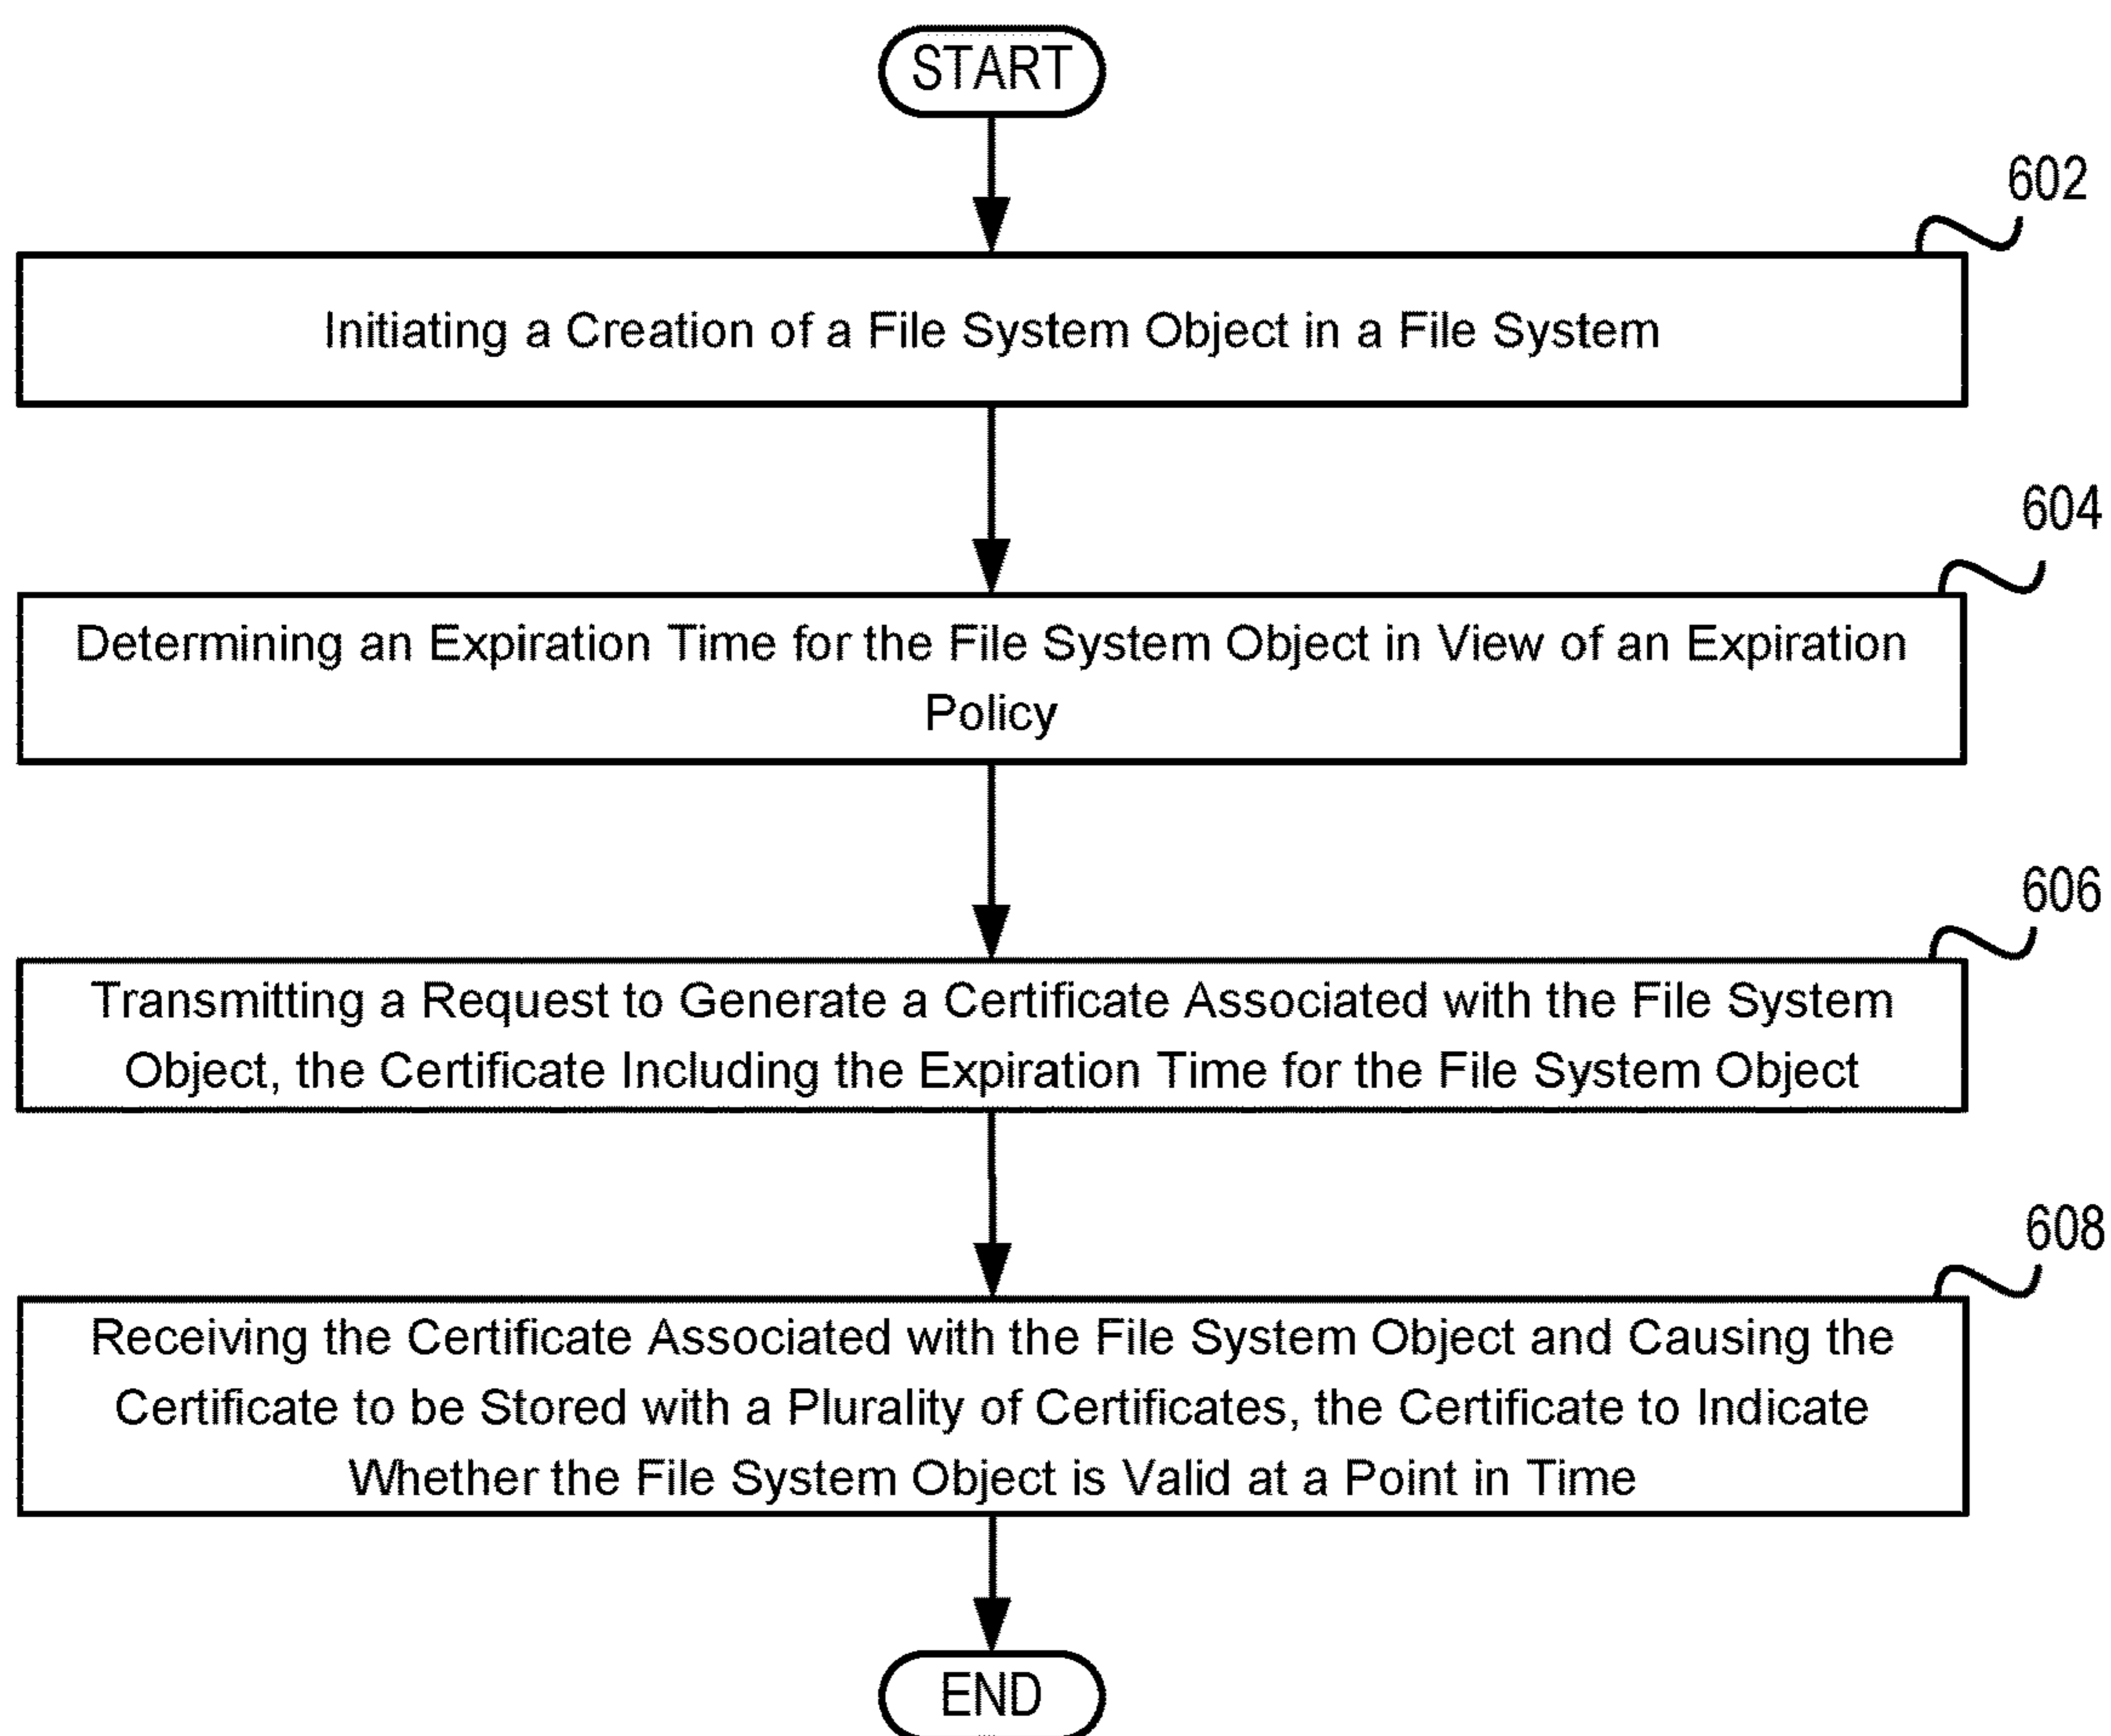 START
602
Initiating a Creation of a File System Object in a File System
604
Determining an Expiration Time for the File System Object in View of an Expiration
Policy
606
Transmitting a Request to Generate a Certificate Associated with the File System
Object, the Certificate Including the Expiration Time for the File System Object
608
Receiving the Certificate Associated with the File System Object and Causing the
Certificate to be Stored with a Plurality of Certificates, the Certificate to Indicate
Whether the File System Object is Valid at a Point in Time
END